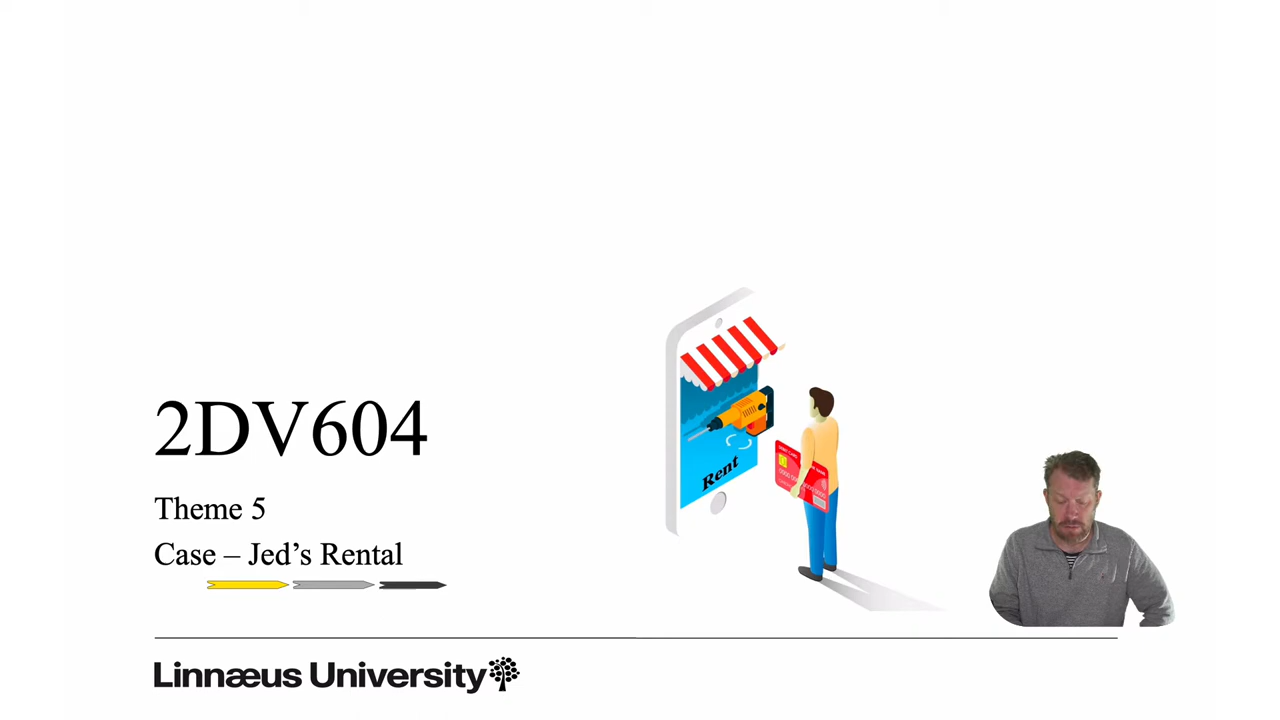 2DV604
Theme 5
Case – Jed's Rental
Rent
Linnæus University